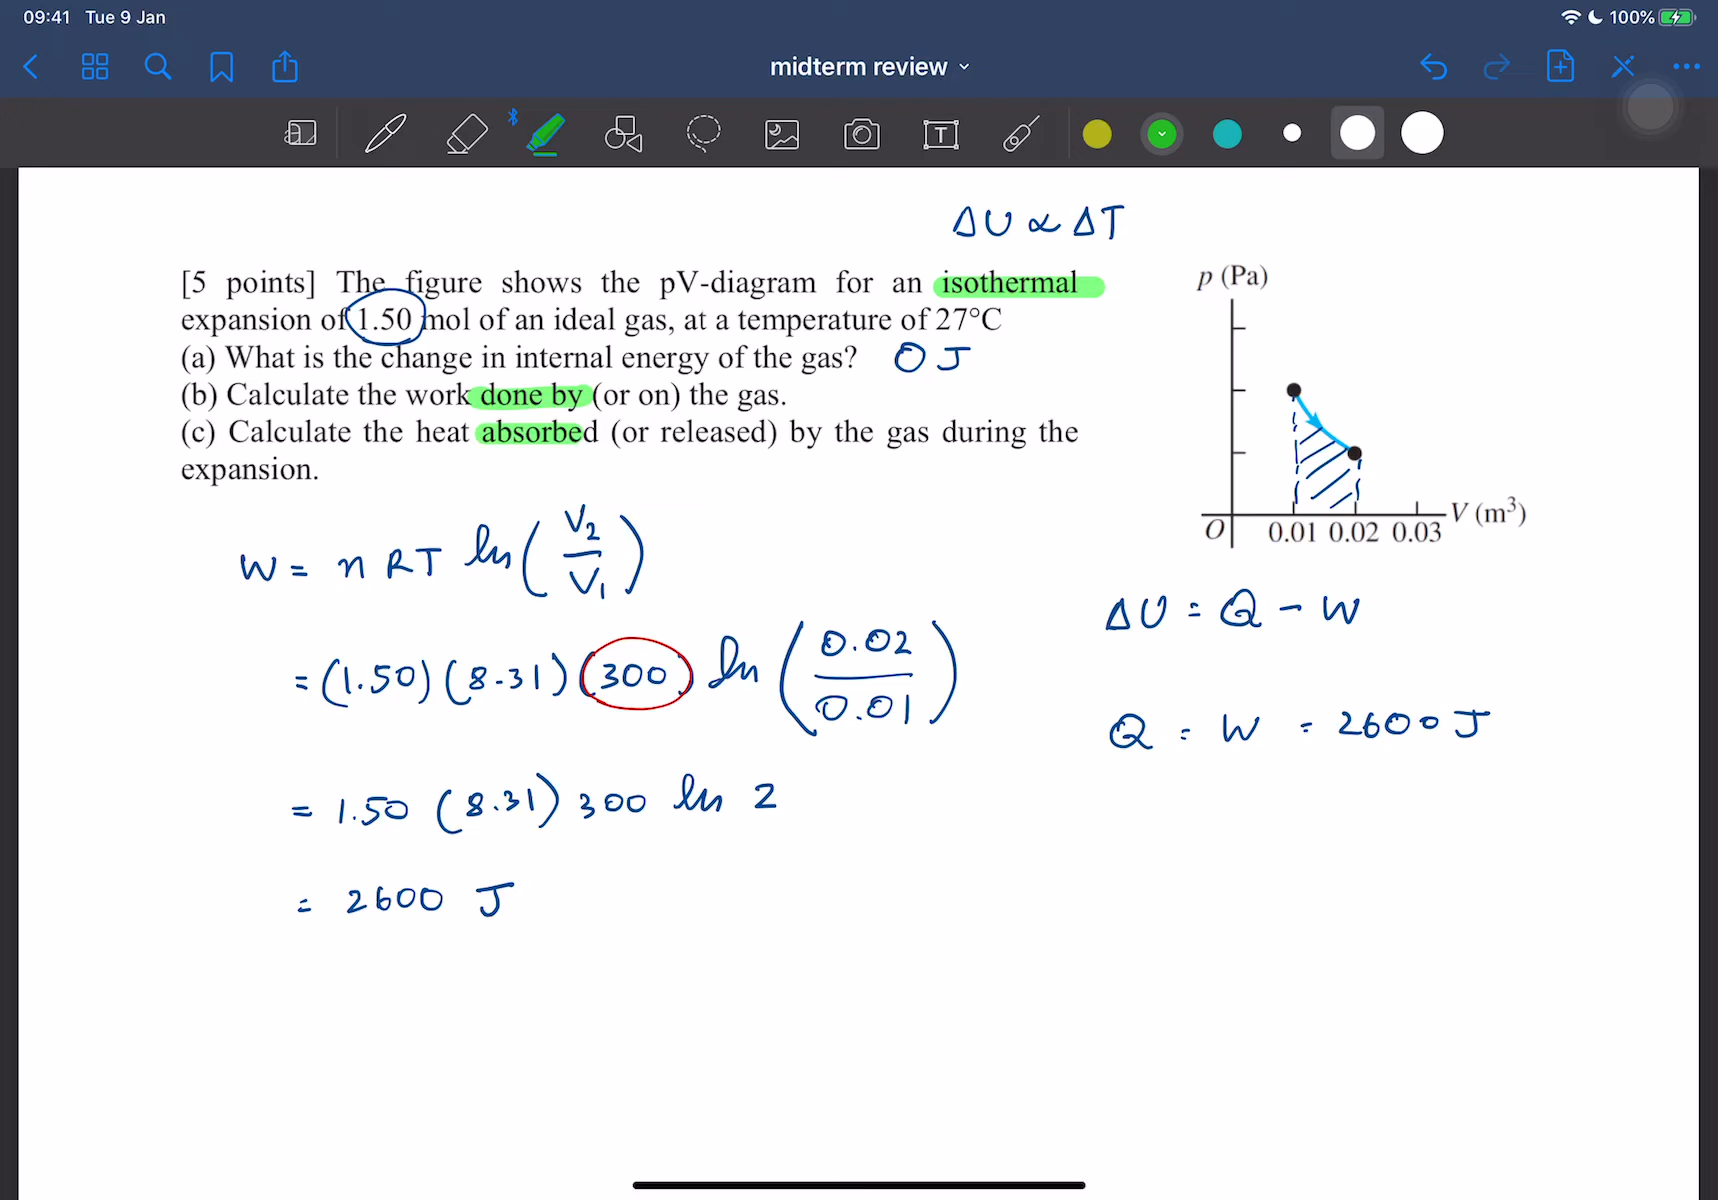 09:41 Tue 9 Jan
100%
midterm review
T
ΔU ∝ ΔT
[5 points] The figure shows the pV-diagram for an isothermal
expansion of 1.50 mol of an ideal gas, at a temperature of 27°C
(a) What is the change in internal energy of the gas? 0 J
(b) Calculate the work done by (or on) the gas.
(c) Calculate the heat absorbed (or released) by the gas during the
expansion.
p (Pa)
V (m³)
O 0.01 0.02 0.03
W = nRT ln(V₂/V₁)
= (1.50)(8.31)(300) ln(0.02/0.01)
= 1.50 (8.31) 300 ln 2
= 2600 J
ΔU = Q - W
Q = W = 2600 J